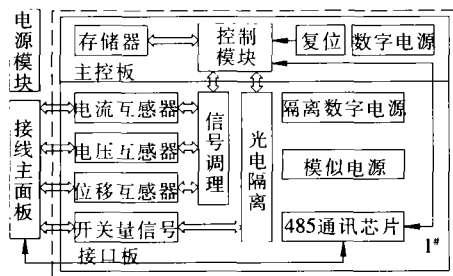 电源模块
存储器
控制模块
复位
数字电源
主控板
接线主面板
电流互感器
电压互感器
位移互感器
开关量信号
信号调理
光电隔离
隔离数字电源
模似电源
485通讯芯片
接口板
1#